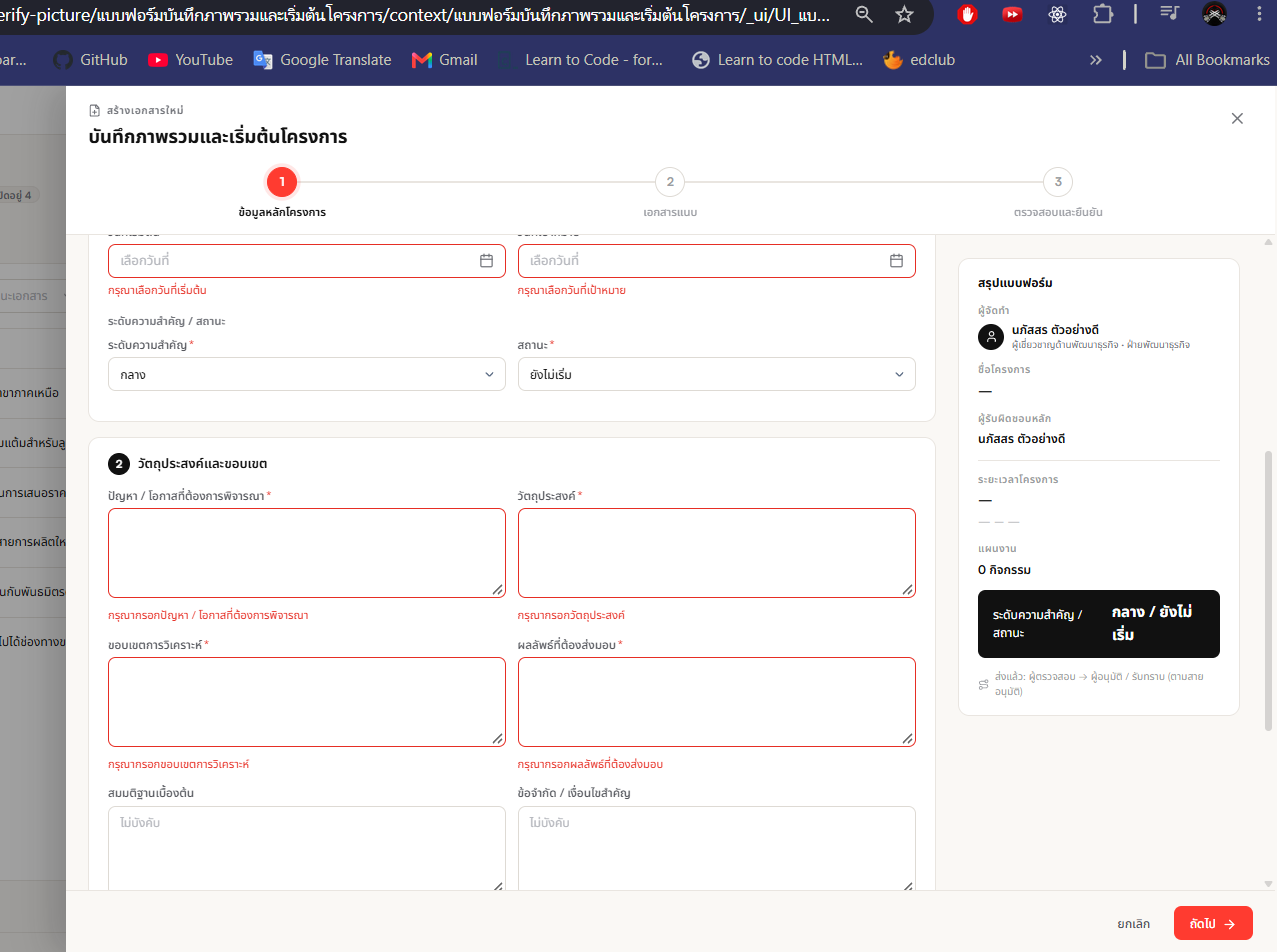 erify-picture/แบบฟอร์มบันทึกภาพรวมและเริ่มต้นโครงการ/context/แบบฟอร์มบันทึกภาพรวมและเริ่มต้นโครงการ/_ui/UI_แบ...
GitHub
YouTube
Google Translate
Gmail
Learn to Code - for...
Learn to code HTML...
edclub
All Bookmarks
สร้างเอกสารใหม่
บันทึกภาพรวมและเริ่มต้นโครงการ
1
2
3
ข้อมูลหลักโครงการ
เอกสารแนบ
ตรวจสอบและยืนยัน
เลือกวันที่
เลือกวันที่
กรุณาเลือกวันที่เริ่มต้น
กรุณาเลือกวันที่เป้าหมาย
ระดับความสำคัญ / สถานะ
ระดับความสำคัญ *
สถานะ *
กลาง
ยังไม่เริ่ม
2 วัตถุประสงค์และขอบเขต
ปัญหา / โอกาสที่ต้องการพิจารณา *
วัตถุประสงค์ *
กรุณากรอกปัญหา / โอกาสที่ต้องการพิจารณา
กรุณากรอกวัตถุประสงค์
ขอบเขตการวิเคราะห์ *
ผลลัพธ์ที่ต้องส่งมอบ *
กรุณากรอกขอบเขตการวิเคราะห์
กรุณากรอกผลลัพธ์ที่ต้องส่งมอบ
สมมติฐานเบื้องต้น
ข้อจำกัด / เงื่อนไขสำคัญ
ไม่บังคับ
ไม่บังคับ
สรุปแบบฟอร์ม
ผู้จัดทำ
นภัสสร ตัวอย่างดี
ผู้เชี่ยวชาญด้านพัฒนาธุรกิจ - ฝ่ายพัฒนาธุรกิจ
ชื่อโครงการ
—
ผู้รับผิดชอบหลัก
นภัสสร ตัวอย่างดี
ระยะเวลาโครงการ
—
— — —
แผนงาน
0 กิจกรรม
ระดับความสำคัญ /
สถานะ
กลาง / ยังไม่
เริ่ม
ส่งแล้ว: ผู้ตรวจสอบ → ผู้อนุมัติ / รับทราบ (ตามสาย
อนุมัติ)
ยกเลิก
ถัดไป →